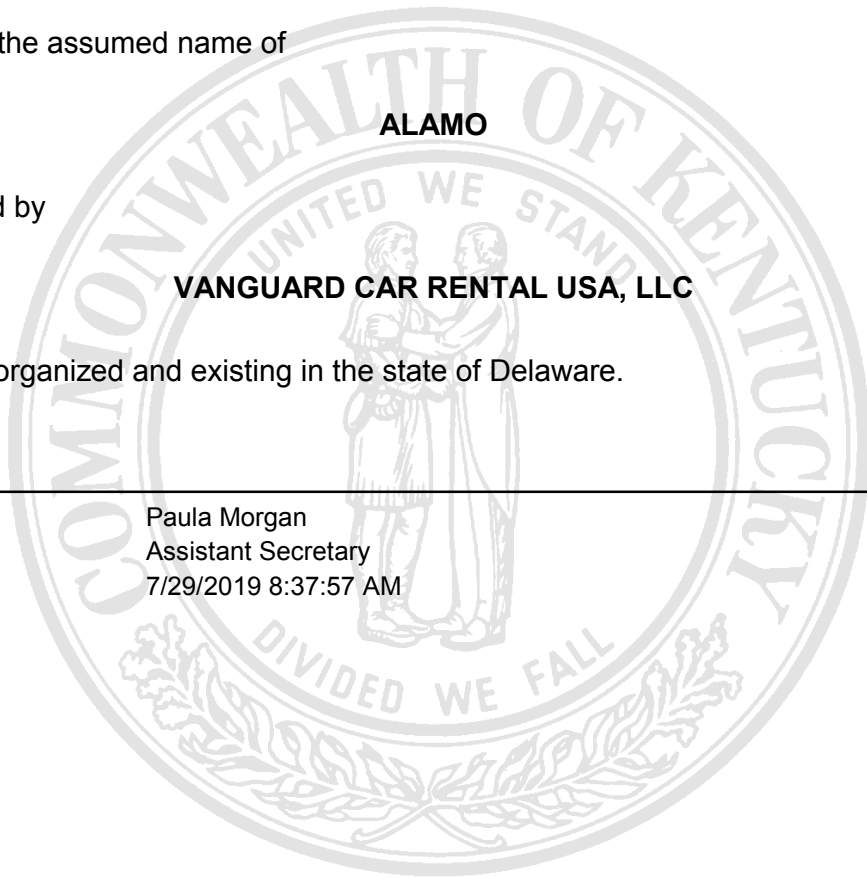 the assumed name of
ALAMO
d by
VANGUARD CAR RENTAL USA, LLC
organized and existing in the state of Delaware.
Paula Morgan
Assistant Secretary
7/29/2019 8:37:57 AM
COMMONWEALTH OF KENTUCKY
UNITED WE STAND
DIVIDED WE FALL